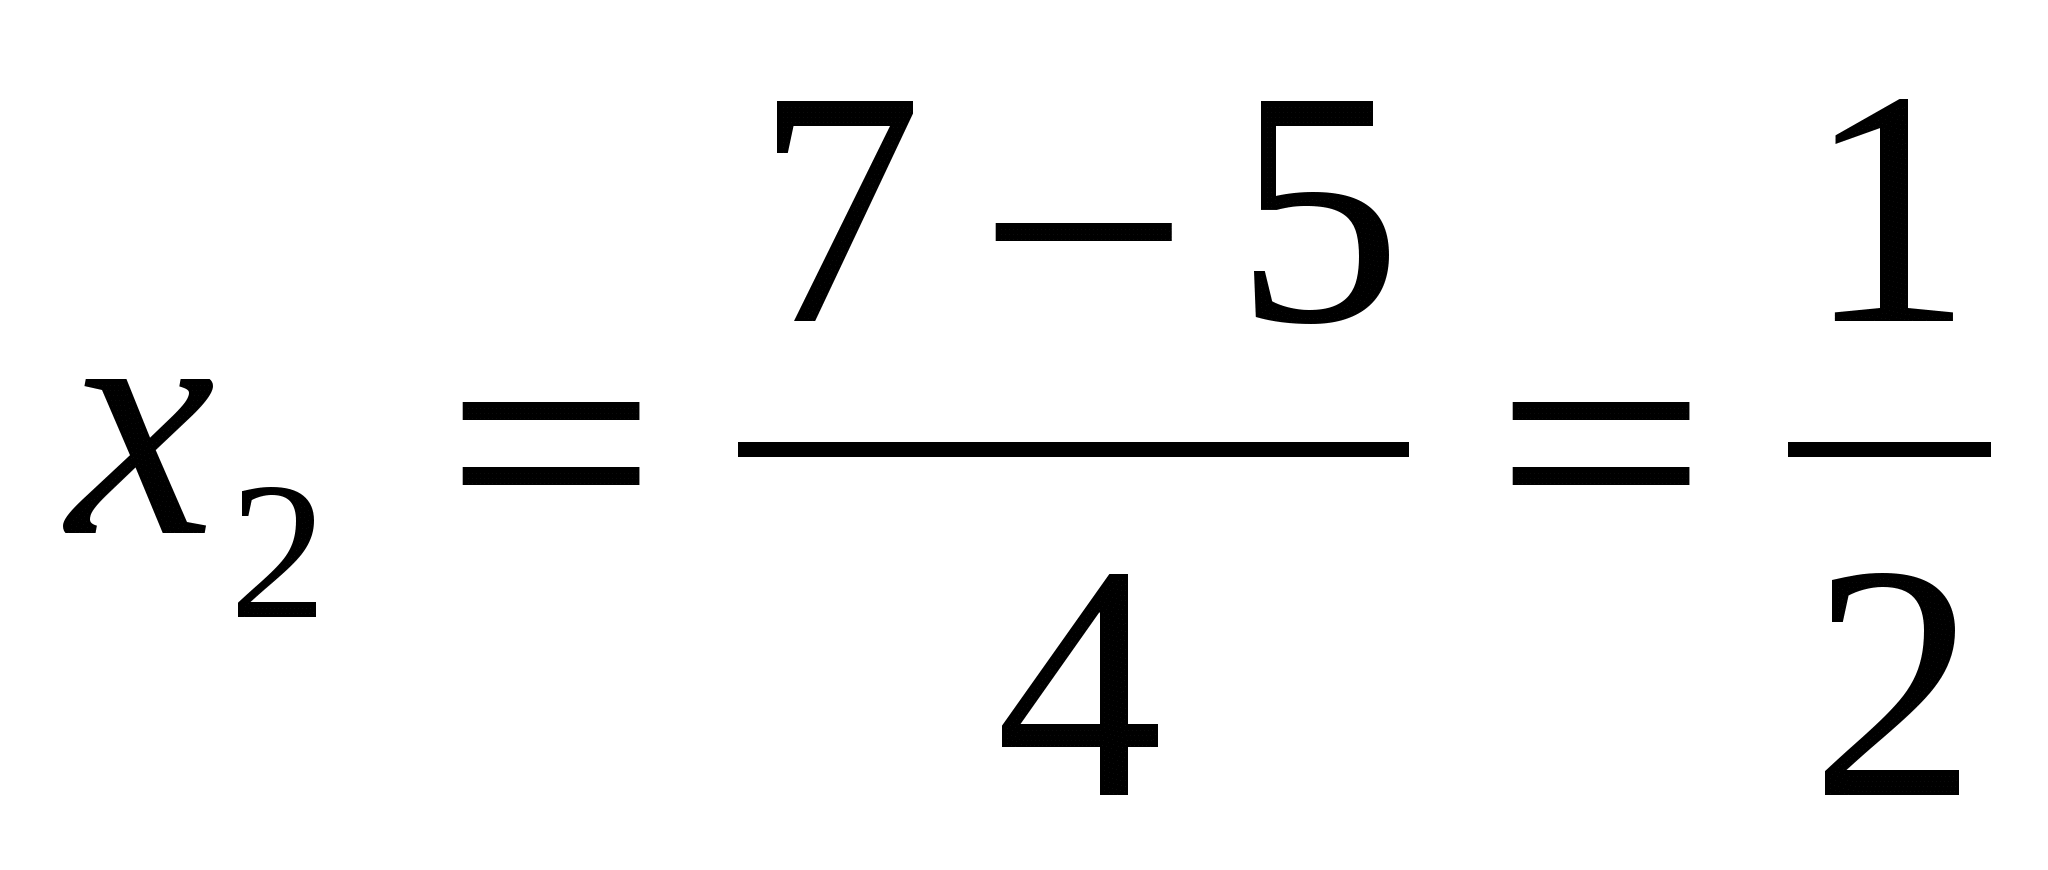 x₂ = (7 − 5)/4 = 1/2